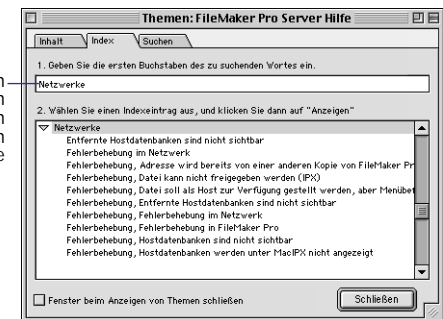 Themen: FileMaker Pro Server Hilfe
Inhalt
Index
Suchen
1. Geben Sie die ersten Buchstaben des zu suchenden Wortes ein.
Netzwerke
2. Wählen Sie einen Indexeintrag aus, und klicken Sie dann auf "Anzeigen"
Netzwerke
Entfernte Hostdatenbanken sind nicht sichtbar
Fehlerbehebung im Netzwerk
Fehlerbehebung, Adresse wird bereits von einer anderen Kopie von FileMaker Pr
Fehlerbehebung, Datei kann nicht freigegeben werden (IPX)
Fehlerbehebung, Datei soll als Host zur Verfügung gestellt werden, aber Menübef
Fehlerbehebung, Entfernte Hostdatenbanken sind nicht sichtbar
Fehlerbehebung, Fehlerbehebung im Netzwerk
Fehlerbehebung, Fehlerbehebung in FileMaker Pro
Fehlerbehebung, Hostdatenbanken sind nicht sichtbar
Fehlerbehebung, Hostdatenbanken werden unter MacIPX nicht angezeigt
Fenster beim Anzeigen von Themen schließen
Schließen